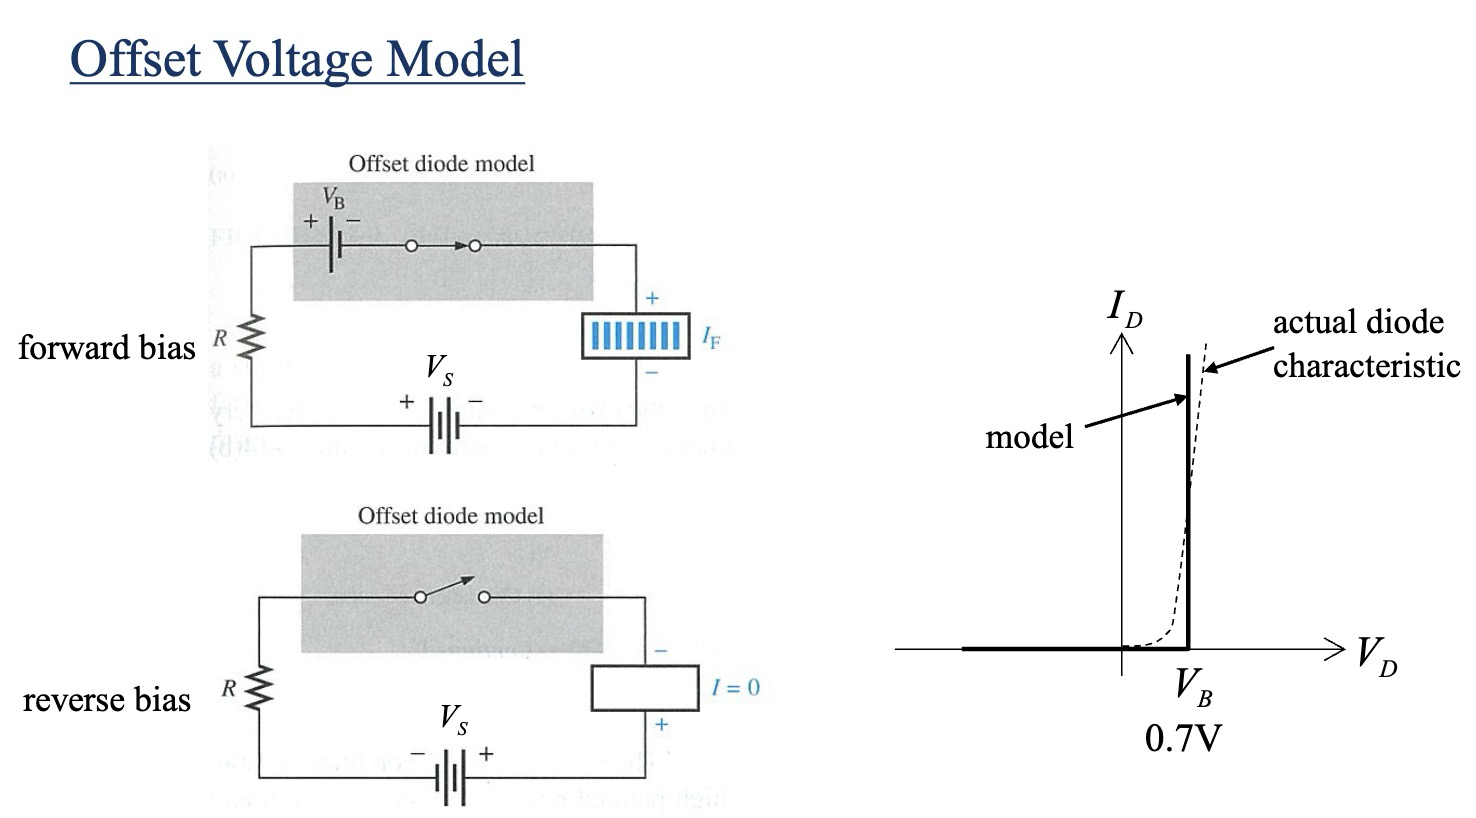 Offset Voltage Model
Offset diode model
V_B
+ −
forward bias
R
+
I_F
−
V_S
+ −
Offset diode model
reverse bias
R
−
I = 0
+
V_S
− +
I_D
actual diode
characteristic
model
V_D
V_B
0.7V